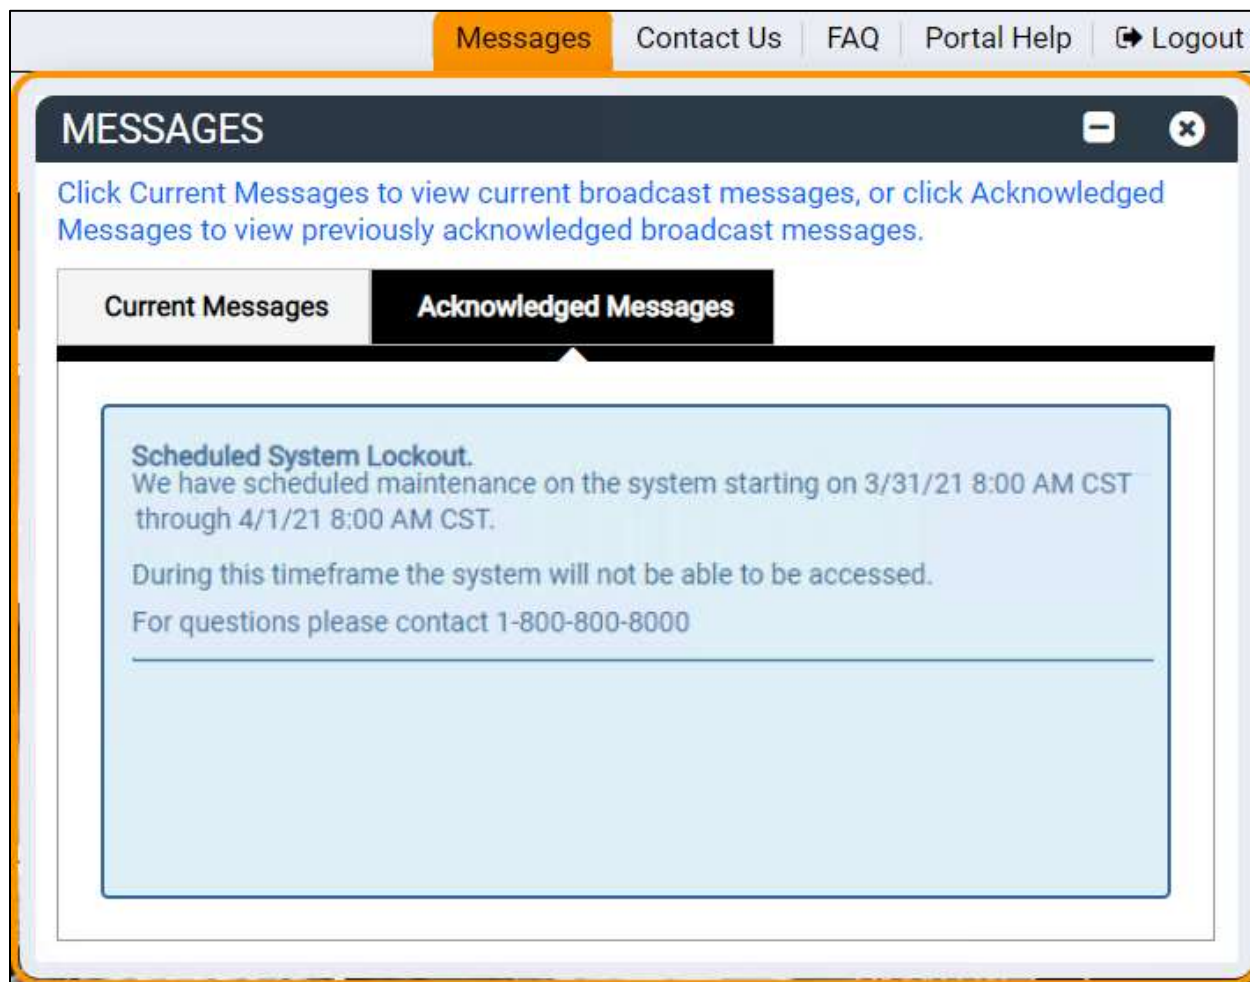 Messages Contact Us FAQ Portal Help Logout
MESSAGES
Click Current Messages to view current broadcast messages, or click Acknowledged
Messages to view previously acknowledged broadcast messages.
Current Messages Acknowledged Messages
Scheduled System Lockout.
We have scheduled maintenance on the system starting on 3/31/21 8:00 AM CST
through 4/1/21 8:00 AM CST.
During this timeframe the system will not be able to be accessed.
For questions please contact 1-800-800-8000